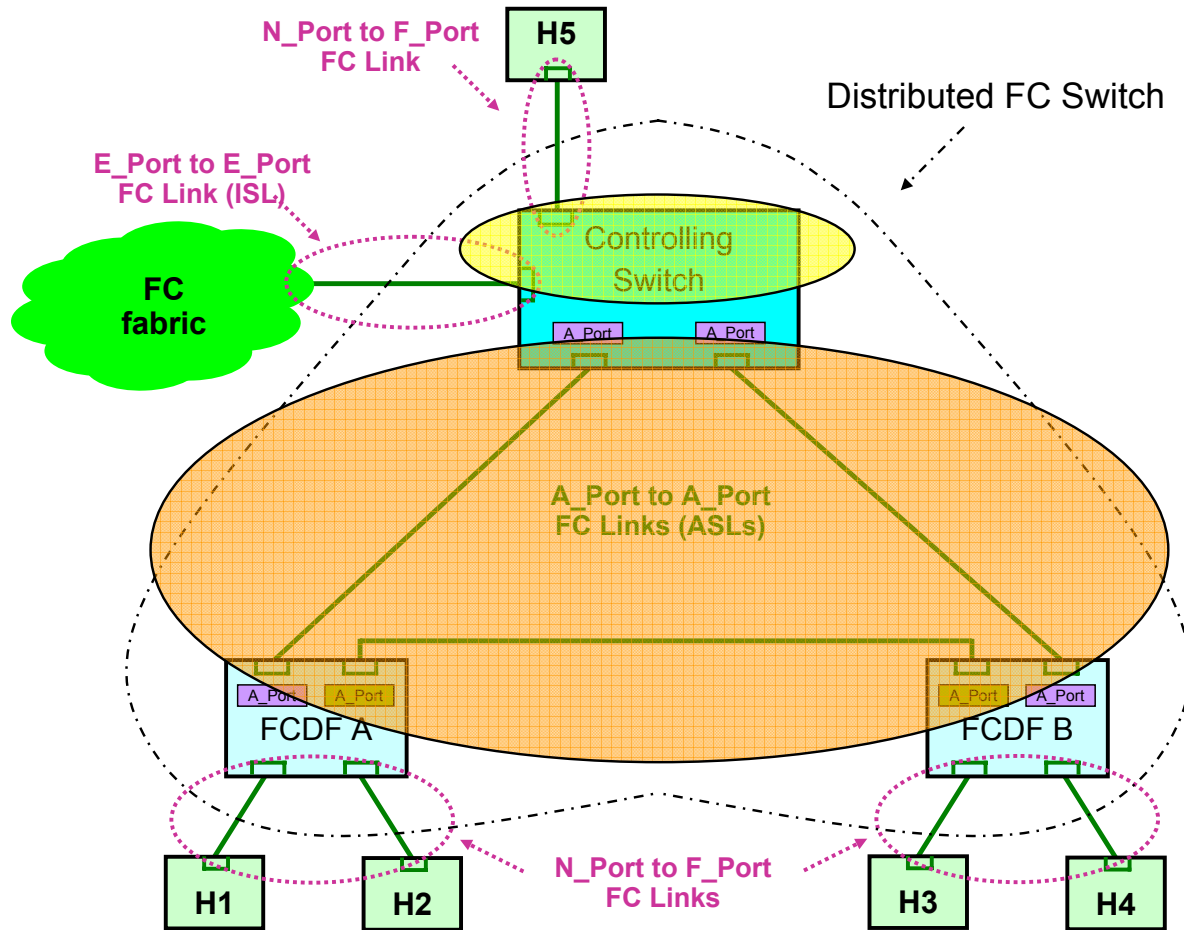 N_Port to F_Port
FC Link
H5
Distributed FC Switch
E_Port to E_Port
FC Link (ISL)
Controlling
Switch
FC
fabric
A_Port
A_Port
A_Port to A_Port
FC Links (ASLs)
A_Port
A_Port
FCDF A
A_Port
A_Port
FCDF B
N_Port to F_Port
FC Links
H1
H2
H3
H4